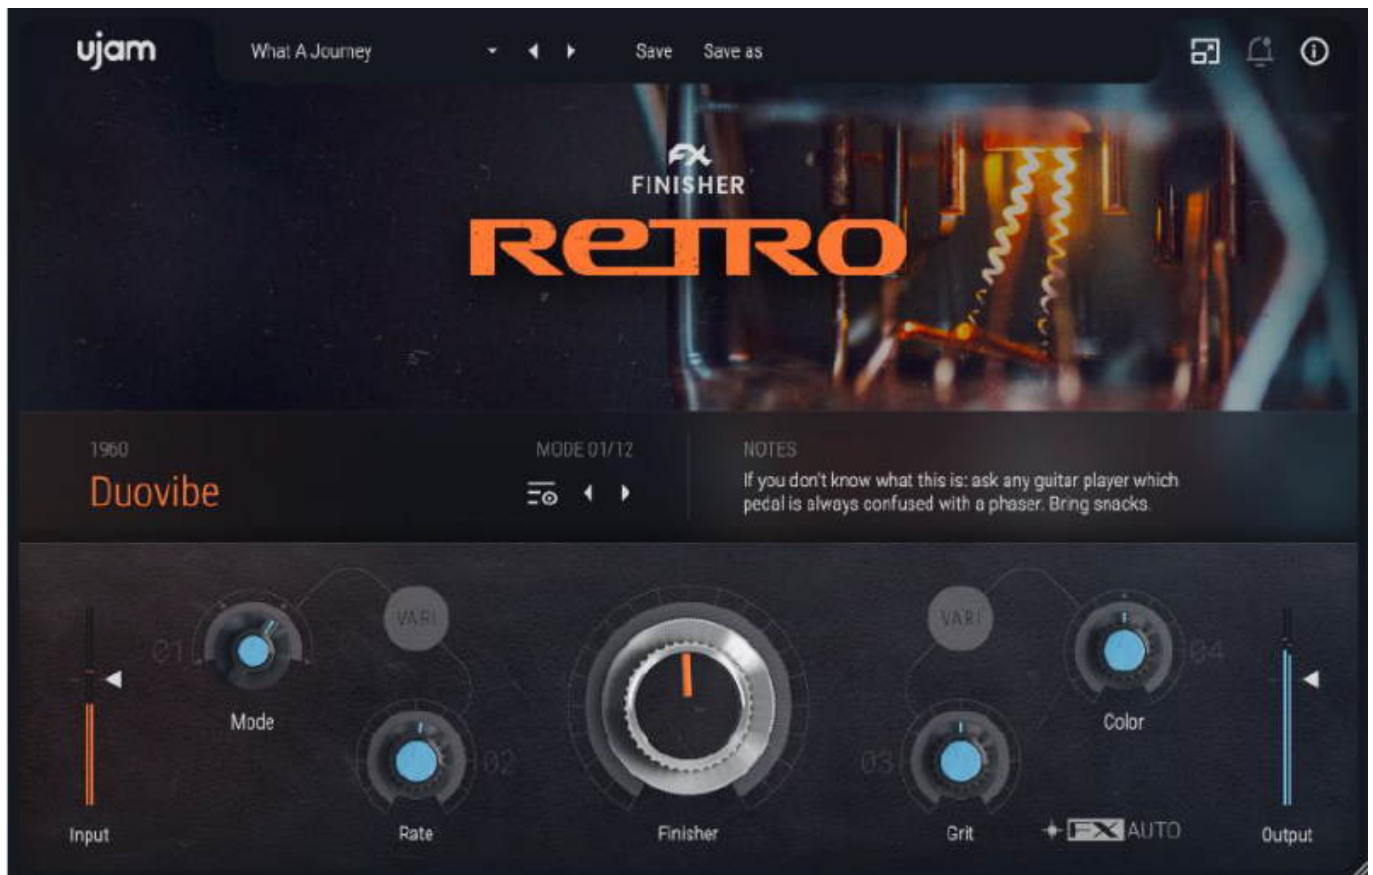 ujam
What A Journey
Save
Save as
FX
FINISHER
RETRO
1960
Duovibe
MODE 01/12
NOTES
If you don't know what this is: ask any guitar player which
pedal is always confused with a phaser. Bring snacks.
01
Mode
VARI
02
Rate
Input
Finisher
VARI
03
Grit
04
Color
FX AUTO
Output